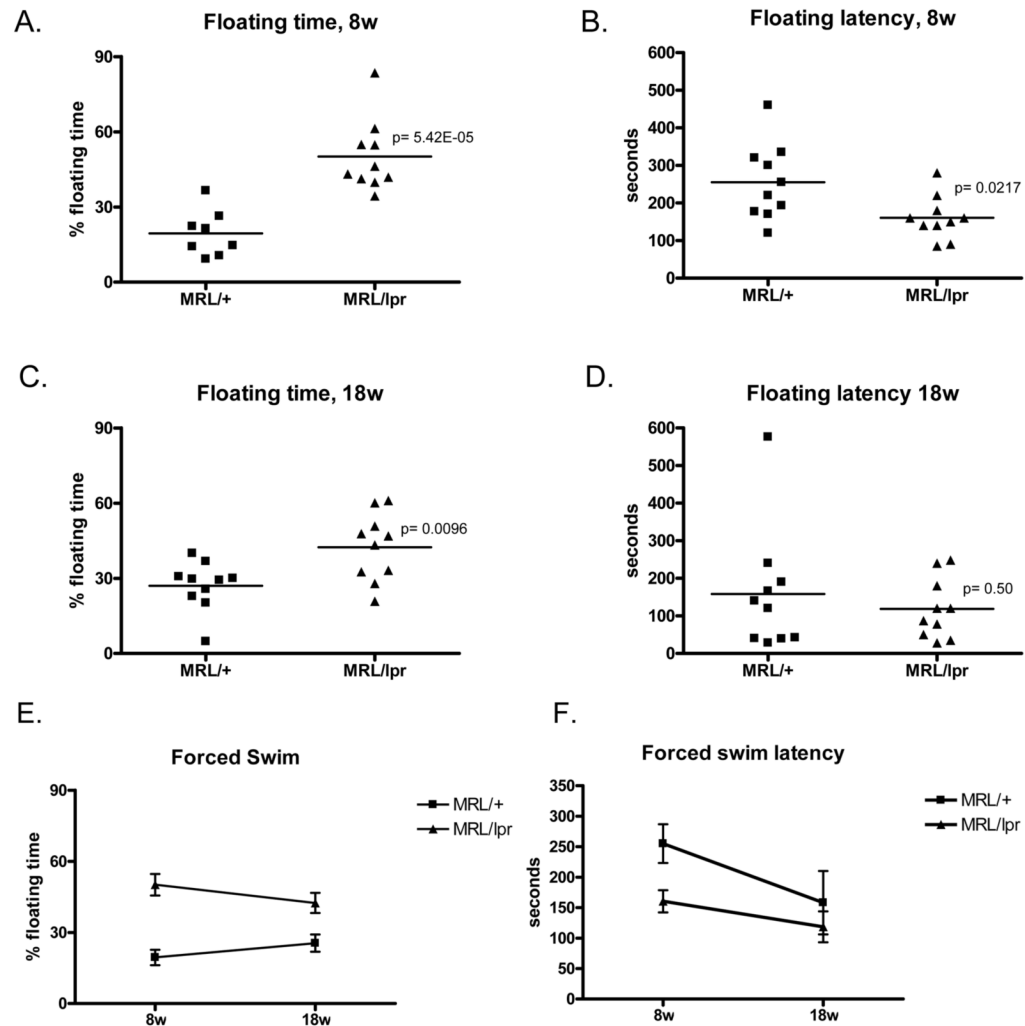 A.
Floating time, 8w
% floating time
90
60
30
0
p= 5.42E-05
MRL/+
MRL/lpr
B.
Floating latency, 8w
seconds
600
500
400
300
200
100
0
p= 0.0217
MRL/+
MRL/lpr
C.
Floating time, 18w
% floating time
90
60
30
0
p= 0.0096
MRL/+
MRL/lpr
D.
Floating latency 18w
seconds
600
500
400
300
200
100
0
p= 0.50
MRL/+
MRL/lpr
E.
Forced Swim
% floating time
90
60
30
0
8w
18w
MRL/+
MRL/lpr
F.
Forced swim latency
seconds
350
300
250
200
150
100
50
0
8w
18w
MRL/+
MRL/lpr